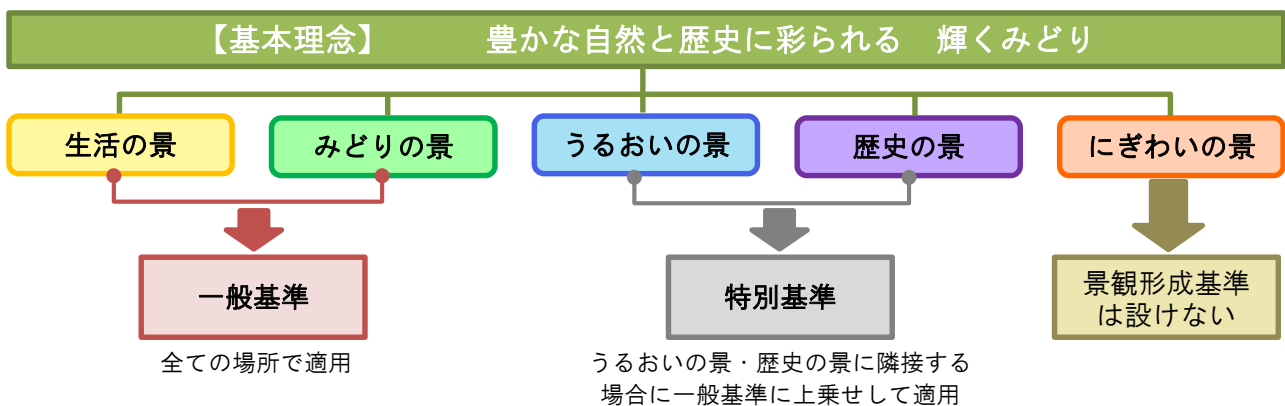 【基本理念】　豊かな自然と歴史に彩られる　輝くみどり
生活の景
みどりの景
うるおいの景
歴史の景
にぎわいの景
一般基準
全ての場所で適用
特別基準
うるおいの景・歴史の景に隣接する
場合に一般基準に上乗せして適用
景観形成基準
は設けない